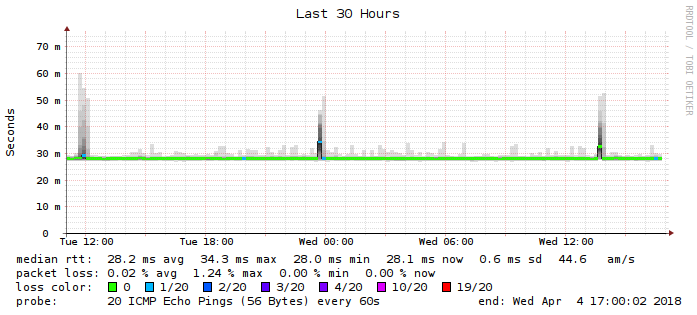 Last 30 Hours
RRDTOOL / TOBI OETIKER
Seconds
70 m
60 m
50 m
40 m
30 m
20 m
10 m
0
Tue 12:00 Tue 18:00 Wed 00:00 Wed 06:00 Wed 12:00
median rtt: 28.2 ms avg 34.3 ms max 28.0 ms min 28.1 ms now 0.6 ms sd 44.6 am/s
packet loss: 0.02 % avg 1.24 % max 0.00 % min 0.00 % now
loss color: 0 1/20 2/20 3/20 4/20 10/20 19/20
probe: 20 ICMP Echo Pings (56 Bytes) every 60s end: Wed Apr 4 17:00:02 2018